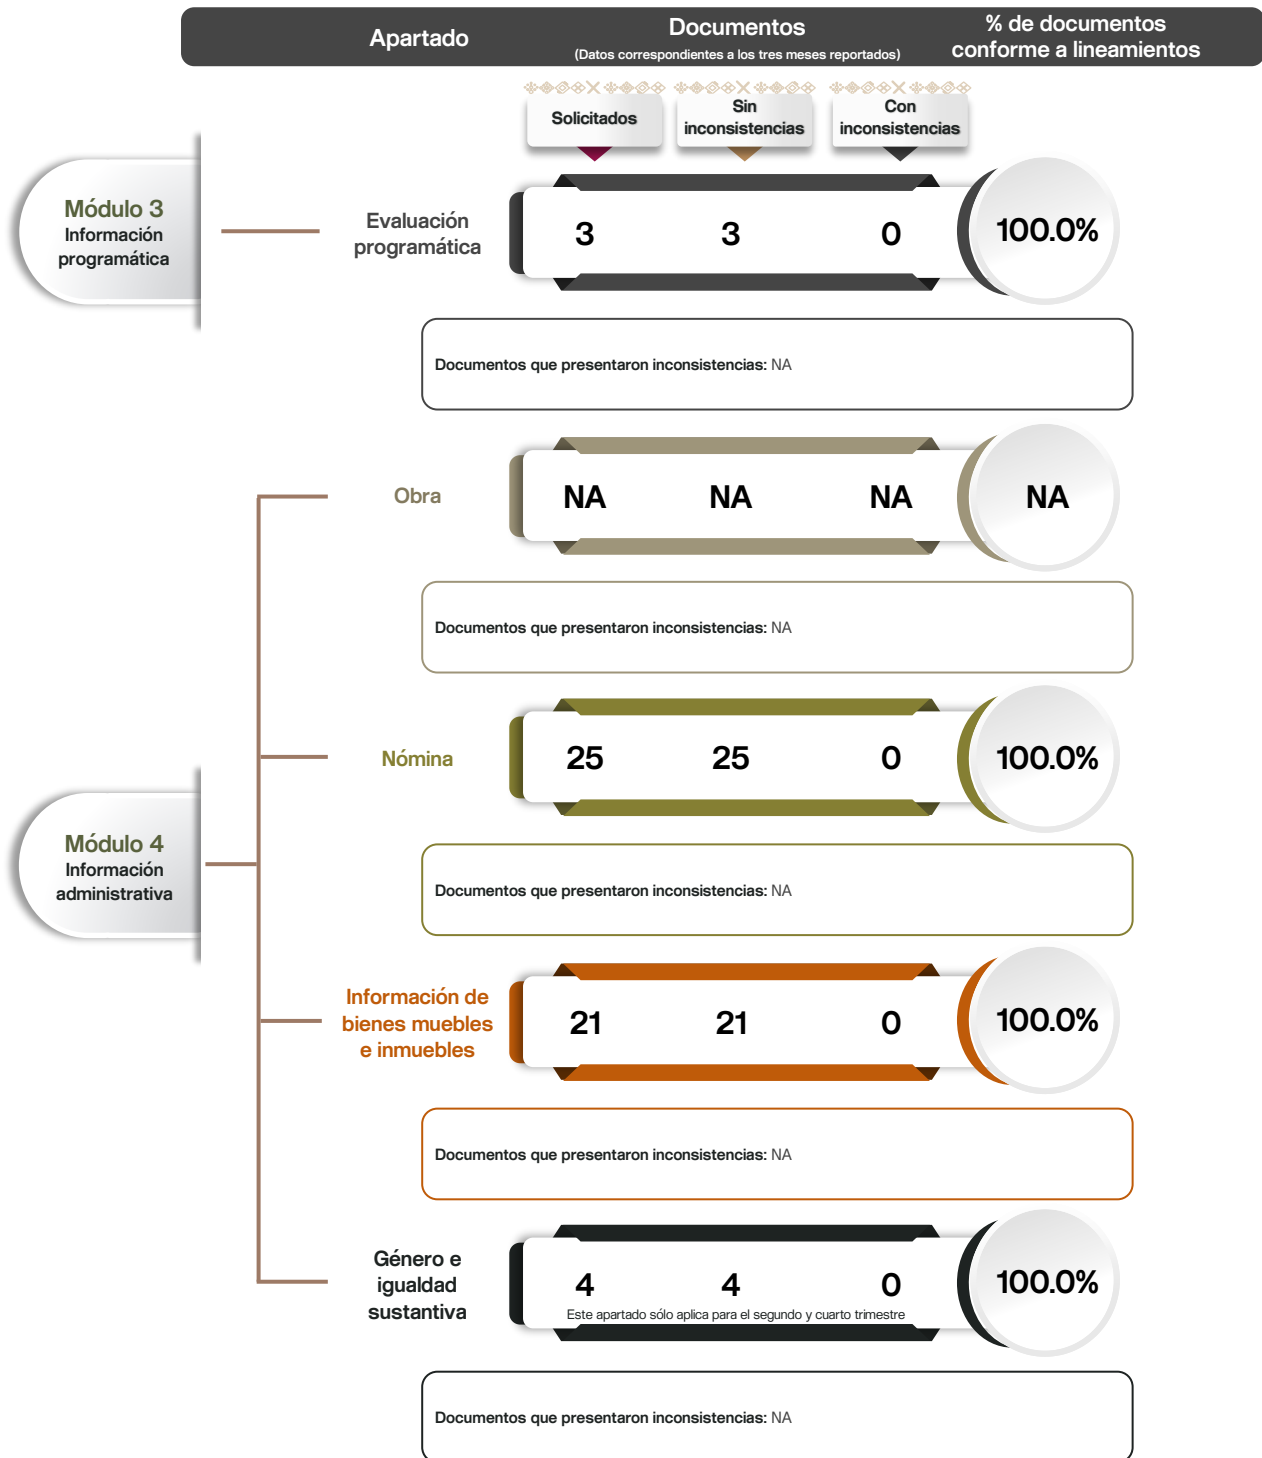 Apartado
Documentos
(Datos correspondientes a los tres meses reportados)
% de documentos
conforme a lineamientos
Solicitados
Sin
inconsistencias
Con
inconsistencias
Módulo 3
Información
programática
Evaluación
programática
3 3 0 100.0%
Documentos que presentaron inconsistencias: NA
Obra
NA NA NA NA
Documentos que presentaron inconsistencias: NA
Nómina
25 25 0 100.0%
Documentos que presentaron inconsistencias: NA
Módulo 4
Información
administrativa
Información de
bienes muebles
e inmuebles
21 21 0 100.0%
Documentos que presentaron inconsistencias: NA
Género e
igualdad
sustantiva
4 4 0 100.0%
Este apartado sólo aplica para el segundo y cuarto trimestre
Documentos que presentaron inconsistencias: NA